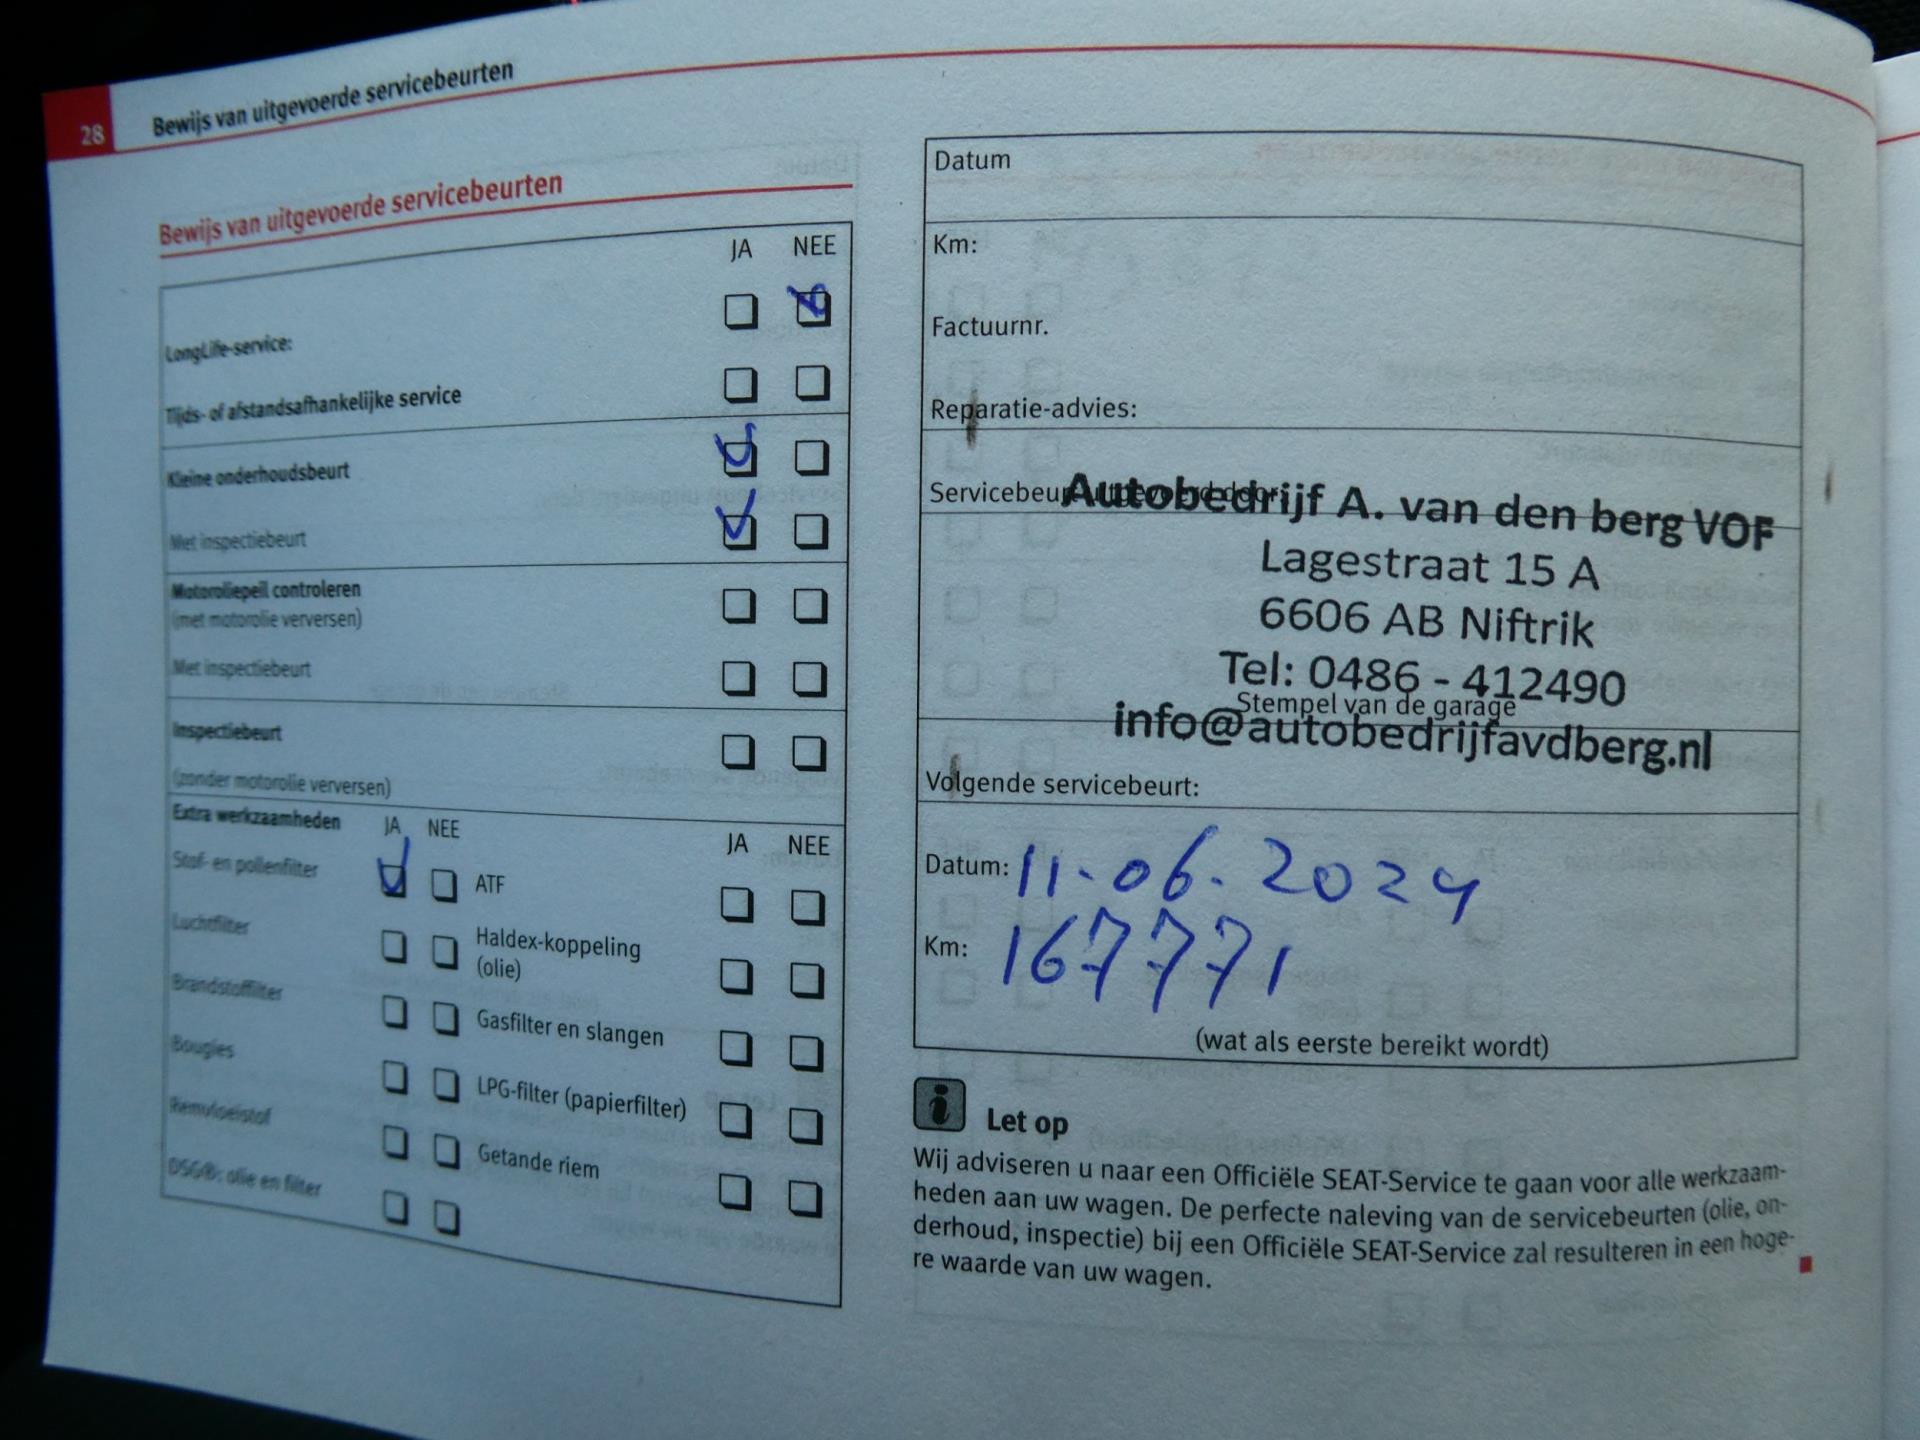 28
Bewijs van uitgevoerde servicebeurten
Bewijs van uitgevoerde servicebeurten
JA NEE
LongLife-service:
Tijds- of afstandsafhankelijke service
Kleine onderhoudsbeurt
Met inspectiebeurt
Motoroliepeil controleren
(met motorolie verversen)
Met inspectiebeurt
Inspectiebeurt
(zonder motorolie verversen)
Extra werkzaamheden JA NEE
JA NEE
Stof- en pollenfilter
ATF
Luchtfilter
Haldex-koppeling
(olie)
Brandstoffilter
Gasfilter en slangen
Bougies
LPG-filter (papierfilter)
Remvloeistof
Getande riem
DSG®: olie en filter
Datum
Km:
Factuurnr.
Reparatie-advies:
Servicebeurt uitgevoerd door:
Autobedrijf A. van den berg VOF
Lagestraat 15 A
6606 AB Niftrik
Tel: 0486 - 412490
Stempel van de garage
info@autobedrijfavdberg.nl
Volgende servicebeurt:
Datum: 11-06-2024
Km: 167771
(wat als eerste bereikt wordt)
i Let op
Wij adviseren u naar een Officiële SEAT-Service te gaan voor alle werkzaam-
heden aan uw wagen. De perfecte naleving van de servicebeurten (olie, on-
derhoud, inspectie) bij een Officiële SEAT-Service zal resulteren in een hoge-
re waarde van uw wagen.